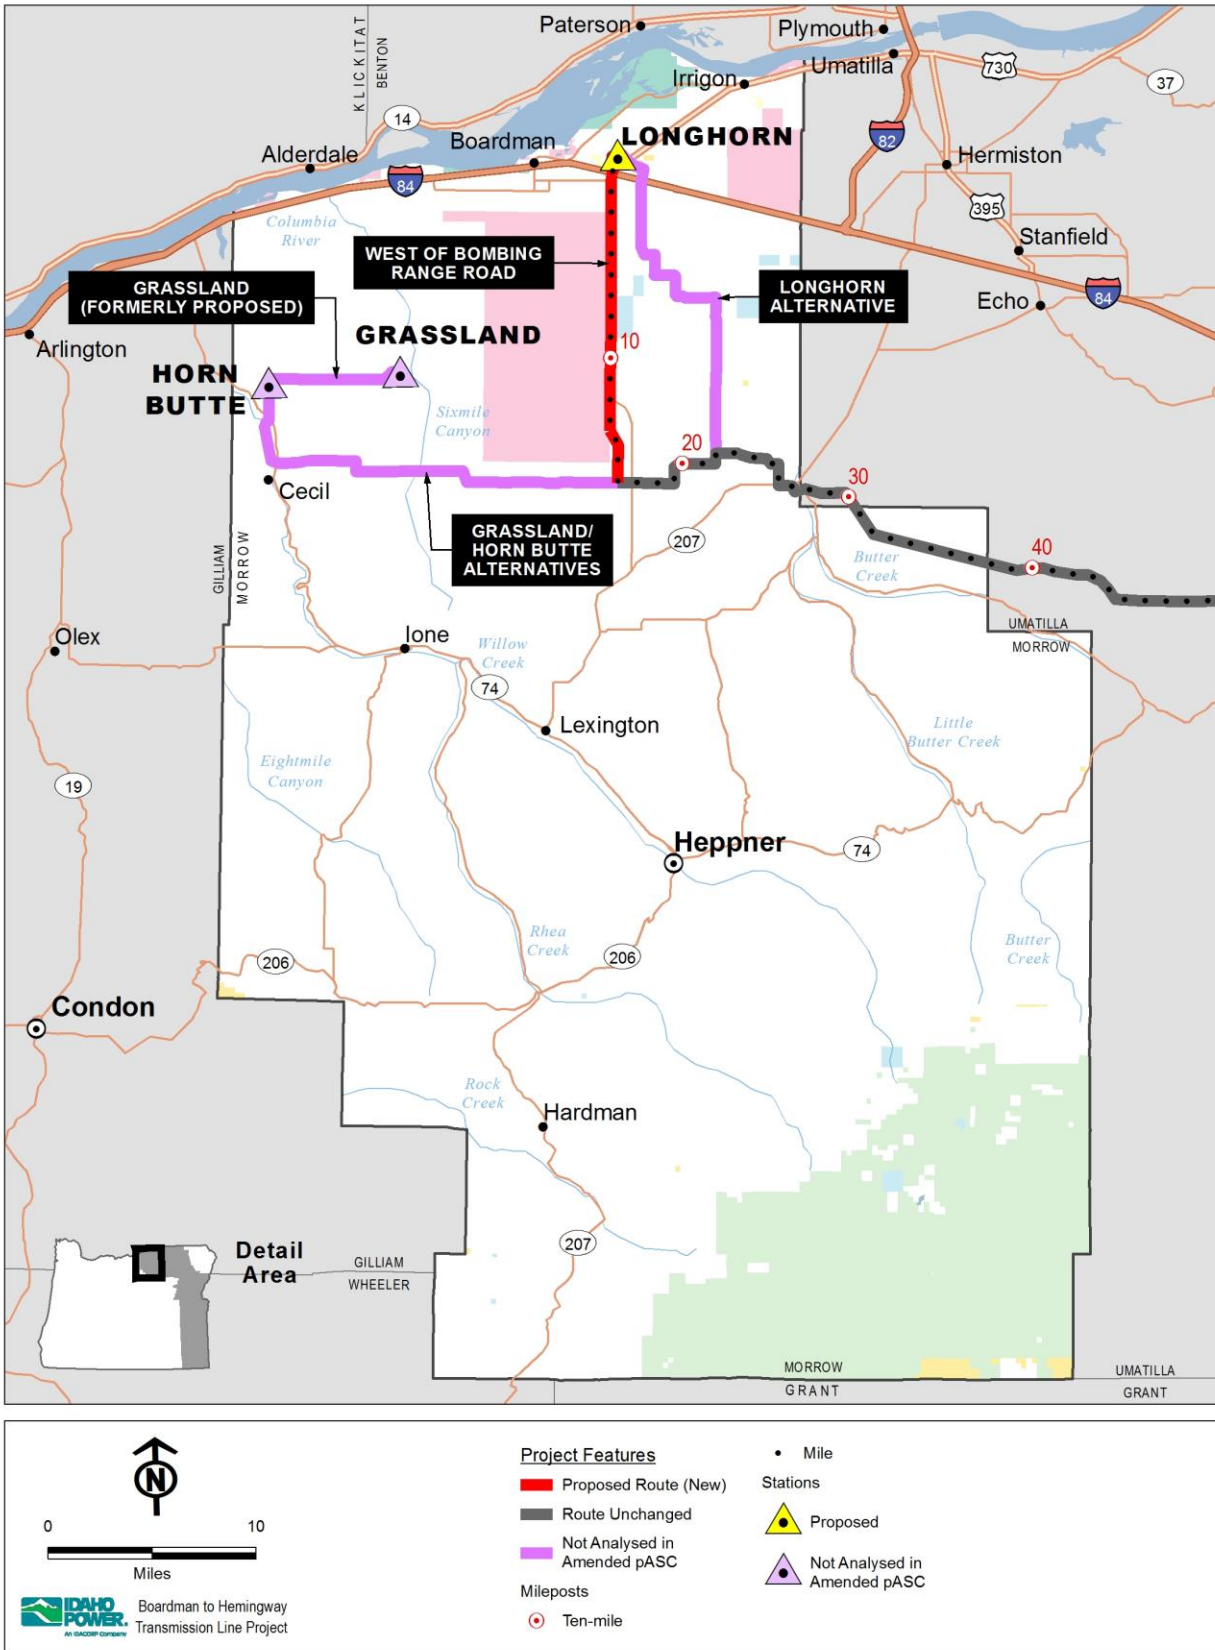 Paterson
Plymouth
KLICKITAT
BENTON
Umatilla
730
Irrigon
37
14
LONGHORN
82
Boardman
Alderdale
Hermiston
84
395
Columbia
River
Stanfield
WEST OF BOMBING
RANGE ROAD
GRASSLAND
(FORMERLY PROPOSED)
LONGHORN
ALTERNATIVE
84
Echo
Arlington
GRASSLAND
10
HORN
BUTTE
Sixmile
Canyon
20
30
Cecil
GRASSLAND/
HORN BUTTE
ALTERNATIVES
207
40
GILLIAM
MORROW
Butter
Creek
UMATILLA
MORROW
Olex
Ione
Willow
Creek
74
Lexington
Little
Butter Creek
Eightmile
Canyon
19
Heppner
74
Rhea
Creek
206
Butter
Creek
206
Condon
Rock
Creek
Hardman
207
Detail
Area
GILLIAM
WHEELER
MORROW
GRANT
UMATILLA
GRANT
N
0 10
Miles
IDAHO
POWER.
An IDACORP Company
Boardman to Hemingway
Transmission Line Project
Project Features
Proposed Route (New)
Route Unchanged
Not Analysed in
Amended pASC
Mileposts
Ten-mile
Mile
Stations
Proposed
Not Analysed in
Amended pASC